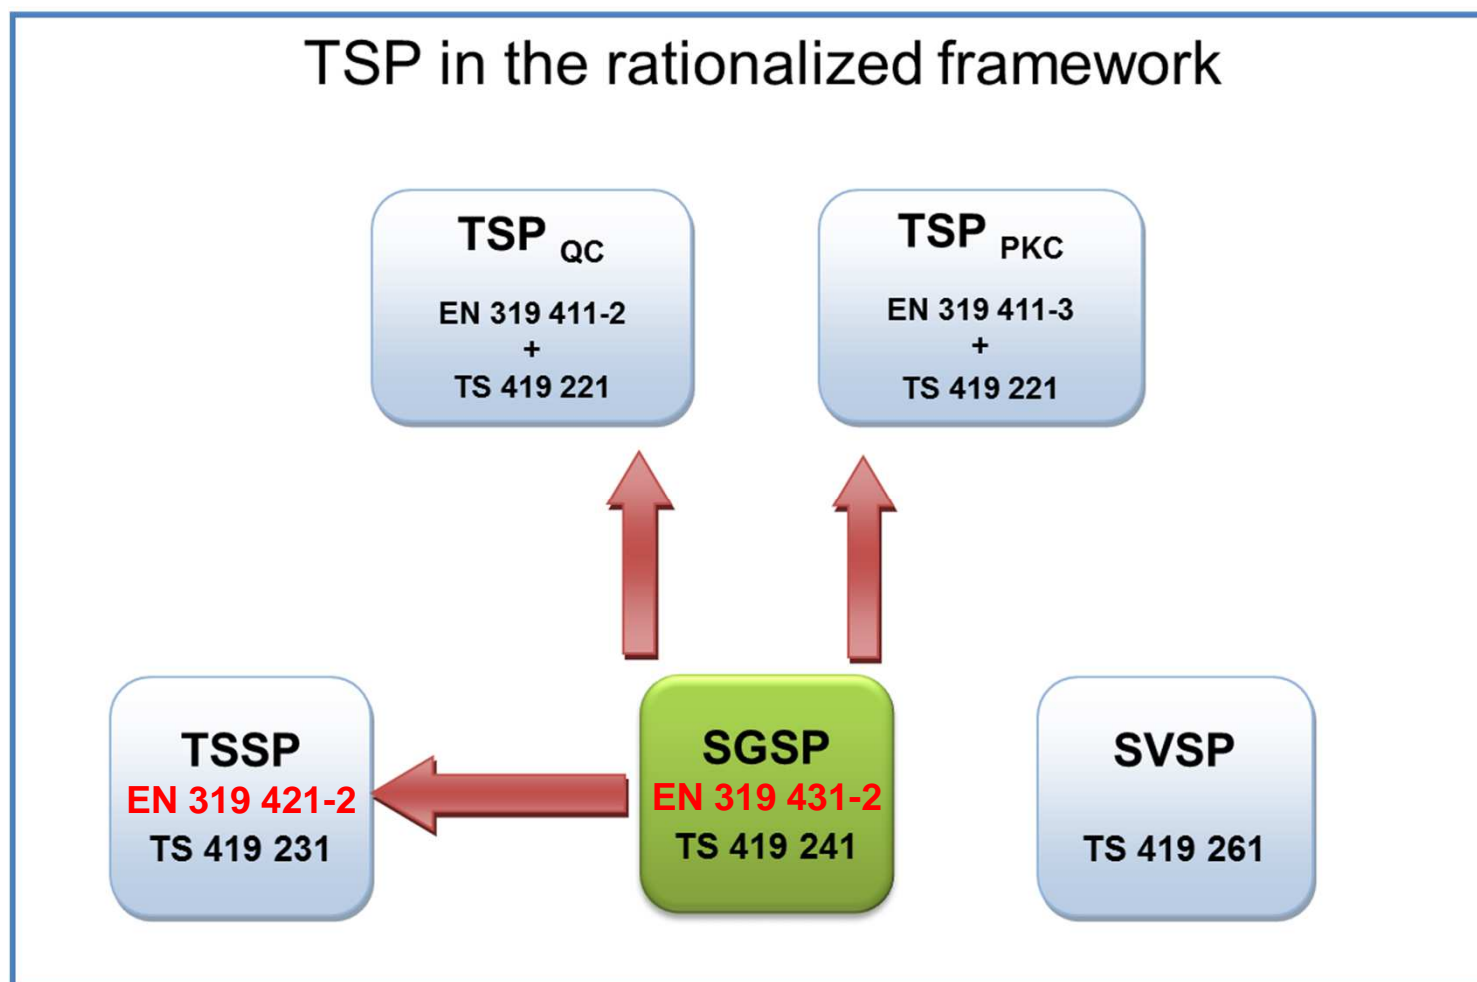 TSP in the rationalized framework
TSP QC
EN 319 411-2
+
TS 419 221
TSP PKC
EN 319 411-3
+
TS 419 221
TSSP
EN 319 421-2
TS 419 231
SGSP
EN 319 431-2
TS 419 241
SVSP
TS 419 261